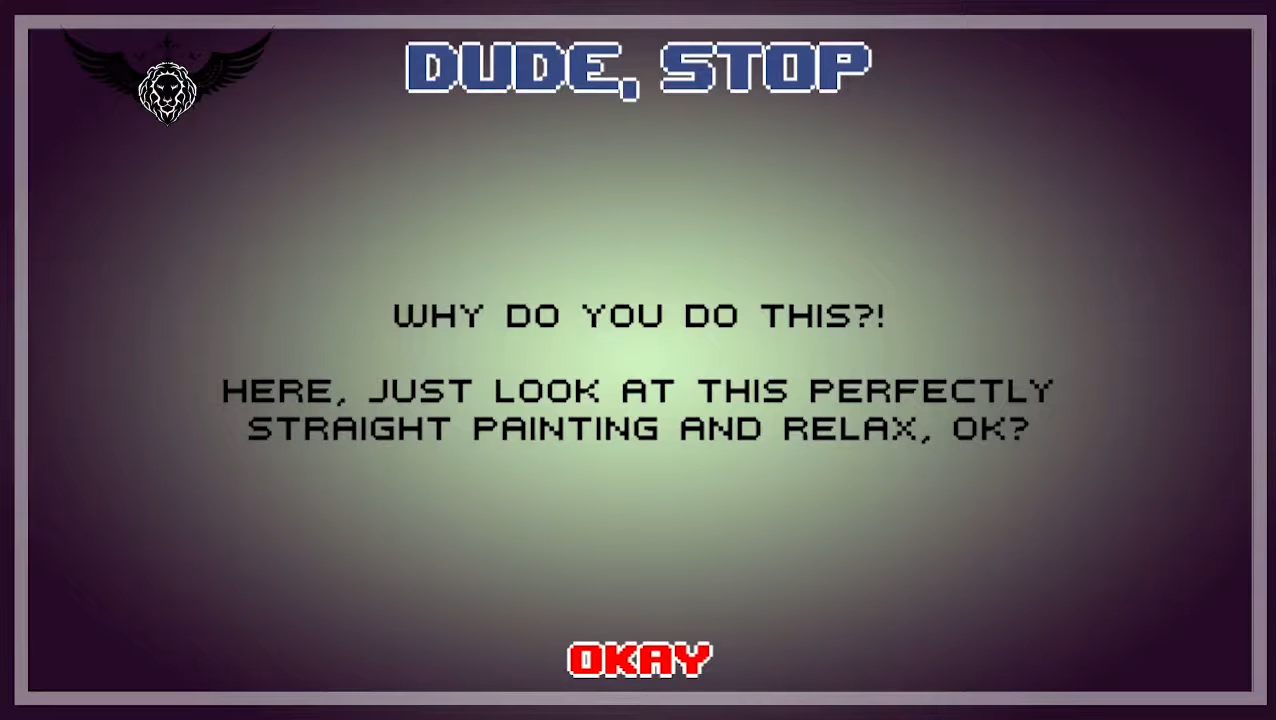 DUDE, STOP
WHY DO YOU DO THIS?!
HERE, JUST LOOK AT THIS PERFECTLY
STRAIGHT PAINTING AND RELAX, OK?
OKAY